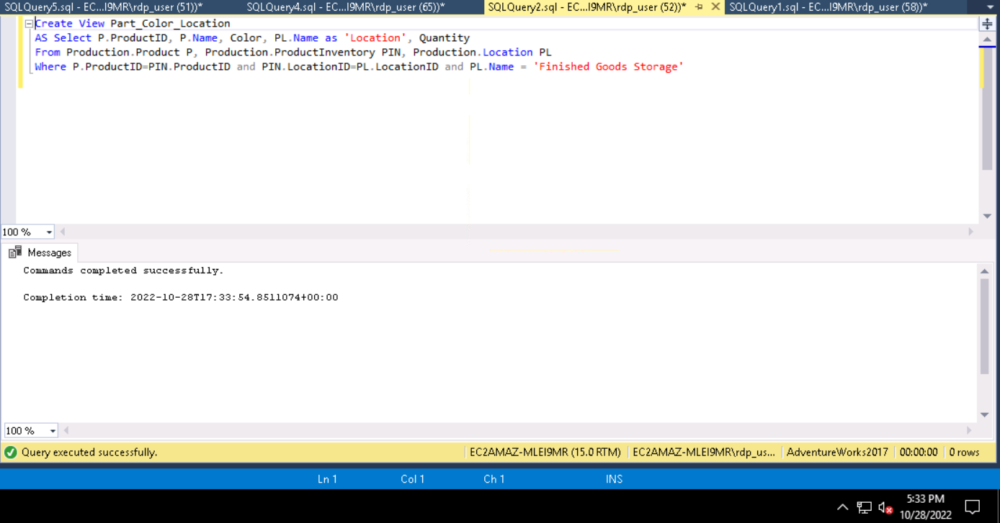 SQLQuery5.sql - EC...I9MR\rdp_user (51))* SQLQuery4.sql - EC...I9MR\rdp_user (65))* SQLQuery2.sql - EC...I9MR\rdp_user (52))* SQLQuery1.sql - EC...I9MR\rdp_user (58))*
Create View Part_Color_Location
AS Select P.ProductID, P.Name, Color, PL.Name as 'Location', Quantity
From Production.Product P, Production.ProductInventory PIN, Production.Location PL
Where P.ProductID=PIN.ProductID and PIN.LocationID=PL.LocationID and PL.Name = 'Finished Goods Storage'
100 %
Messages
Commands completed successfully.
Completion time: 2022-10-28T17:33:54.8511074+00:00
100 %
Query executed successfully. EC2AMAZ-MLEI9MR (15.0 RTM) EC2AMAZ-MLEI9MR\rdp_us... AdventureWorks2017 00:00:00 0 rows
Ln 1 Col 1 Ch 1 INS
5:33 PM
10/28/2022